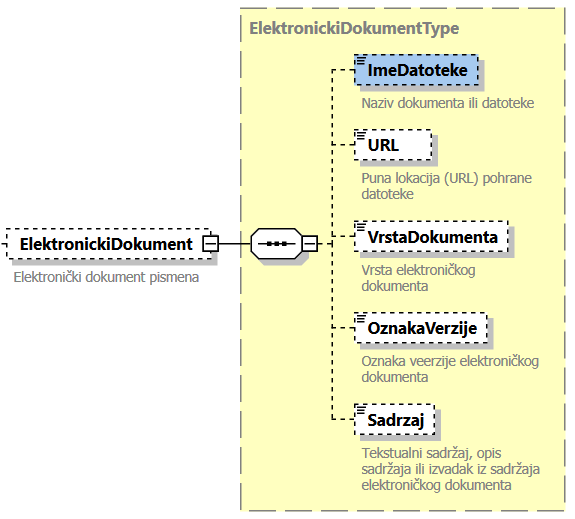 ElektronickiDokumentType
ImeDatoteke
Naziv dokumenta ili datoteke
URL
Puna lokacija (URL) pohrane
datoteke
ElektronickiDokument
Elektronički dokument pismena
VrstaDokumenta
Vrsta elektroničkog
dokumenta
OznakaVerzije
Oznaka veerzije elektroničkog
dokumenta
Sadrzaj
Tekstualni sadržaj, opis
sadržaja ili izvadak iz sadržaja
elektroničkog dokumenta